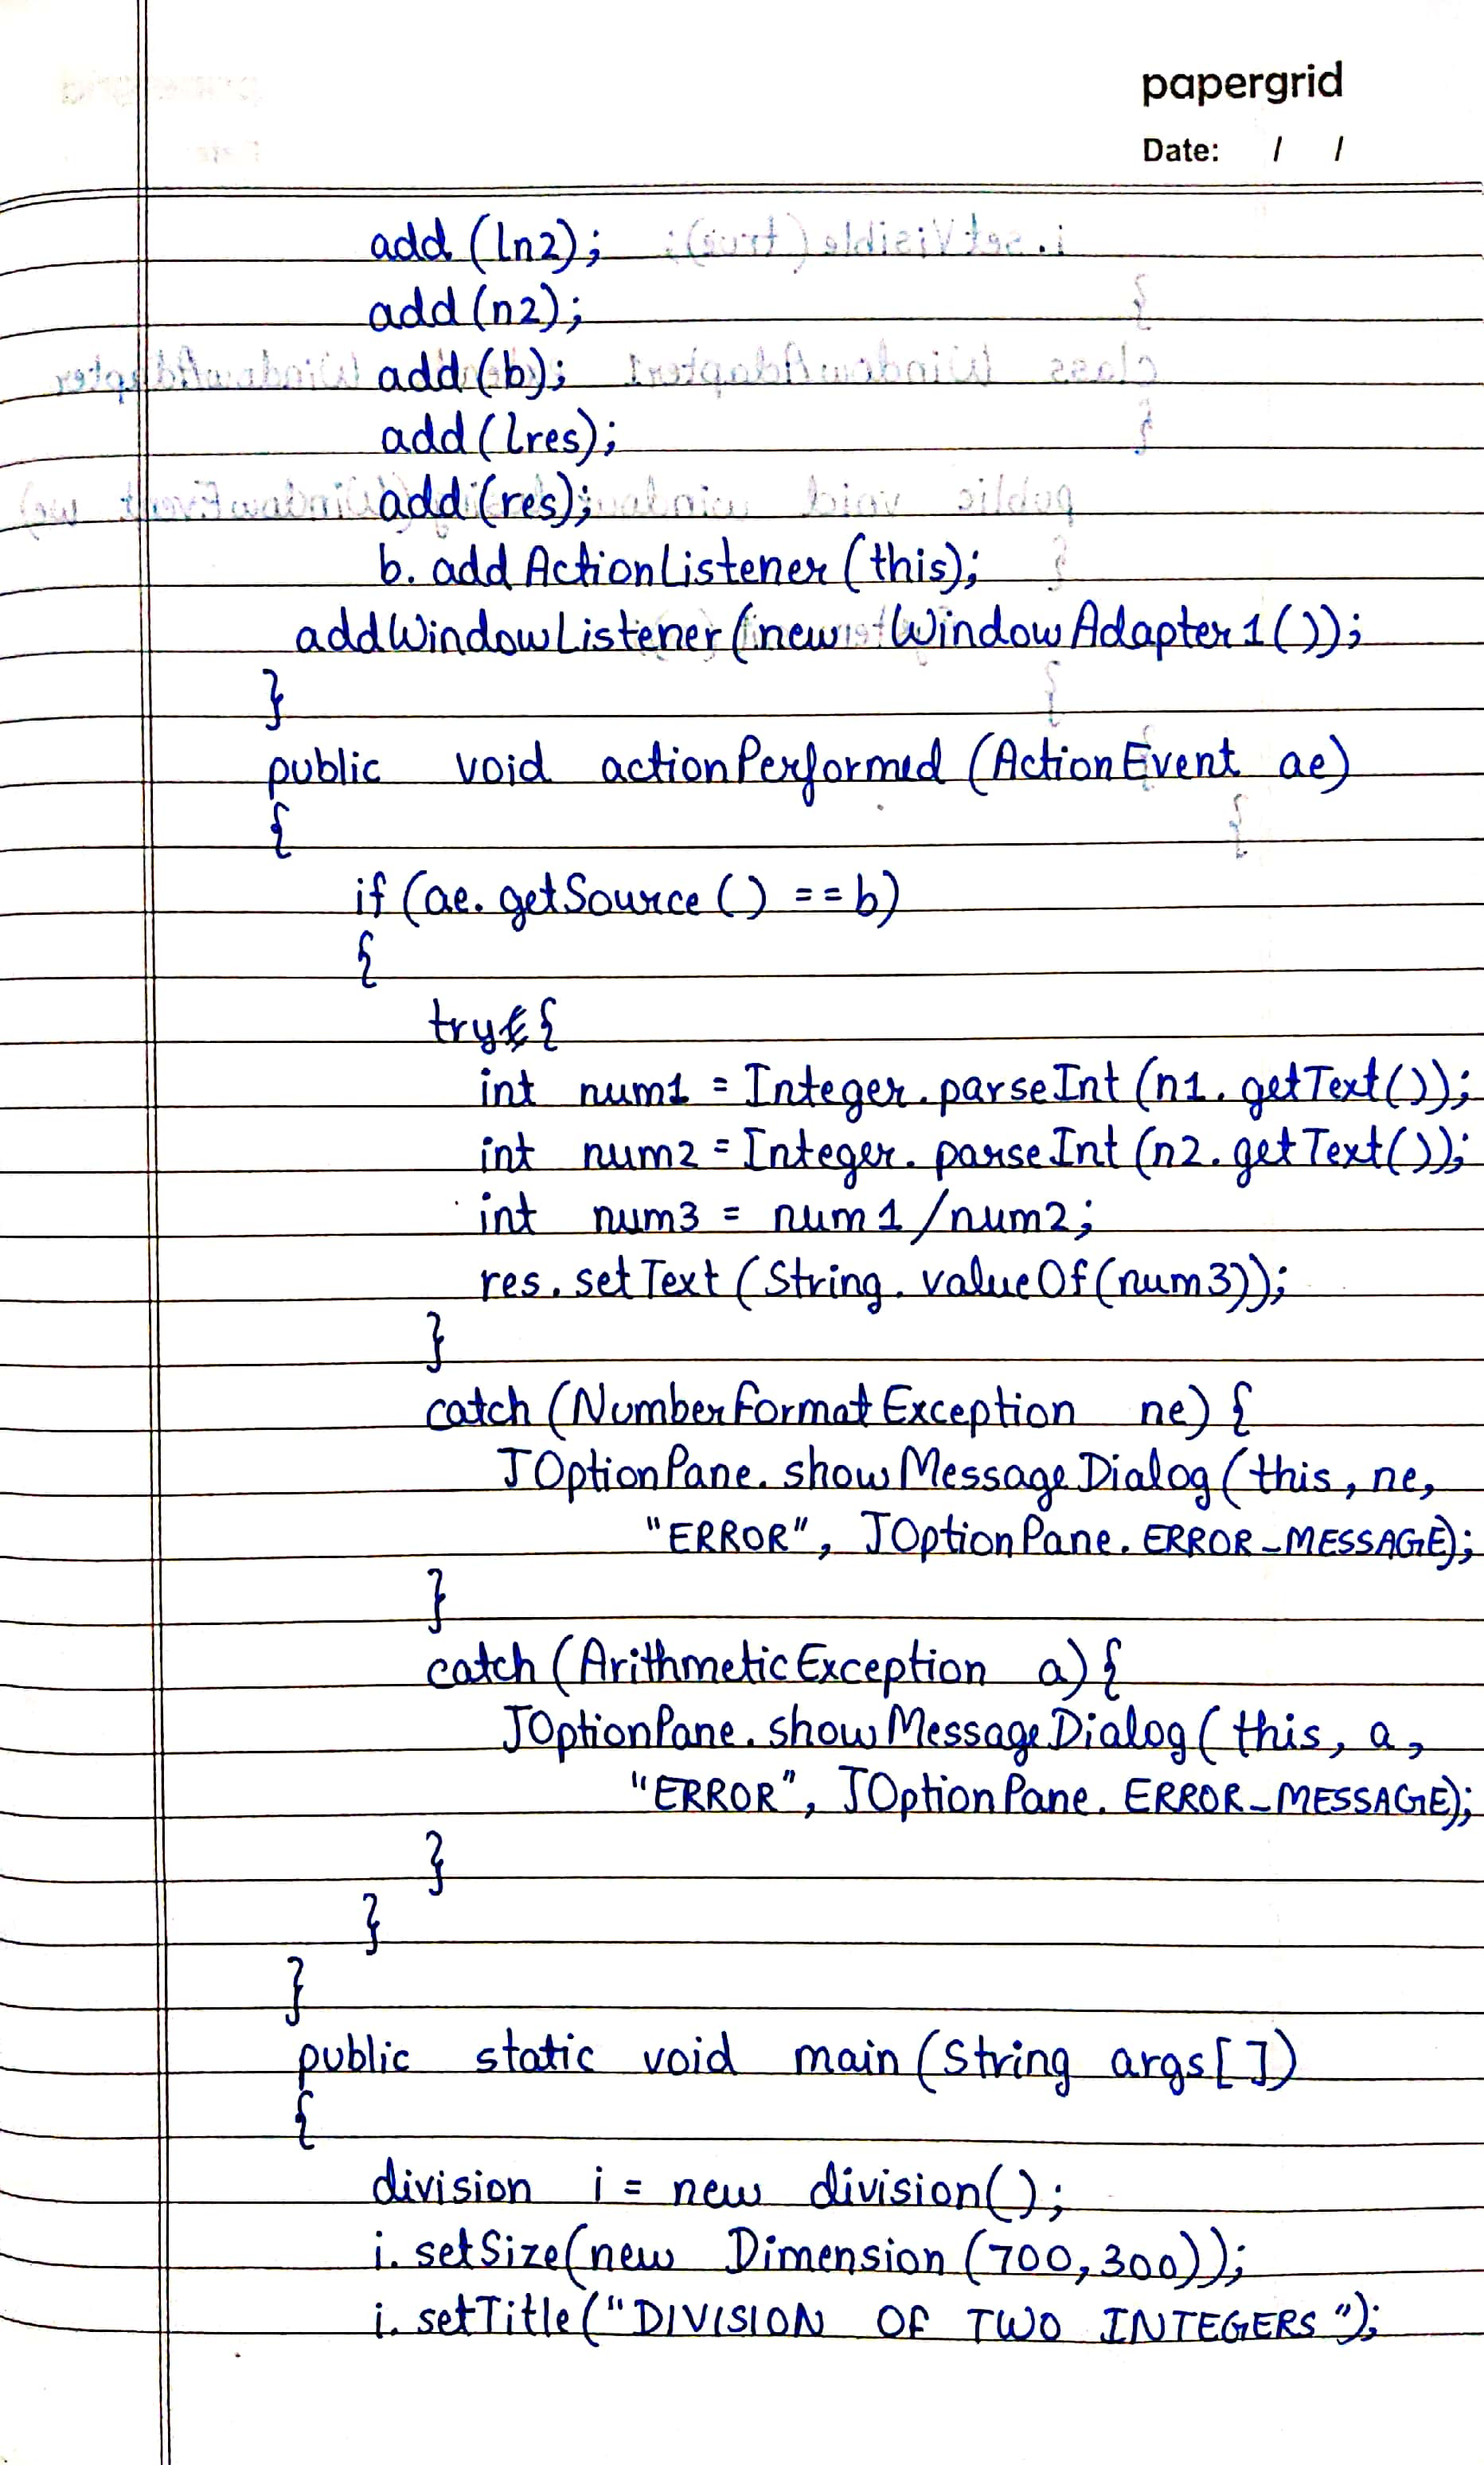 papergrid
Date: / /
add (ln2);
add (n2);
add (b);
add (lres);
add (res);
b. addActionListener (this);
addWindowListener (new WindowAdapter1());
}
public void actionPerformed (ActionEvent ae)
{
if (ae. getSource () == b)
{
try {
int num1 = Integer. parseInt (n1. getText());
int num2 = Integer. parseInt (n2. getText());
int num3 = num1 /num2;
res. setText (String. valueOf(num3));
}
catch (NumberFormatException ne) {
JOptionPane. showMessageDialog (this, ne,
"ERROR", JOptionPane. ERROR_MESSAGE);
}
catch (ArithmeticException a) {
JOptionPane. showMessageDialog (this, a,
"ERROR", JOptionPane. ERROR_MESSAGE);
}
}
}
public static void main (String args[])
{
division i = new division();
i. setSize(new Dimension (700, 300));
i. setTitle ("DIVISION OF TWO INTEGERS");